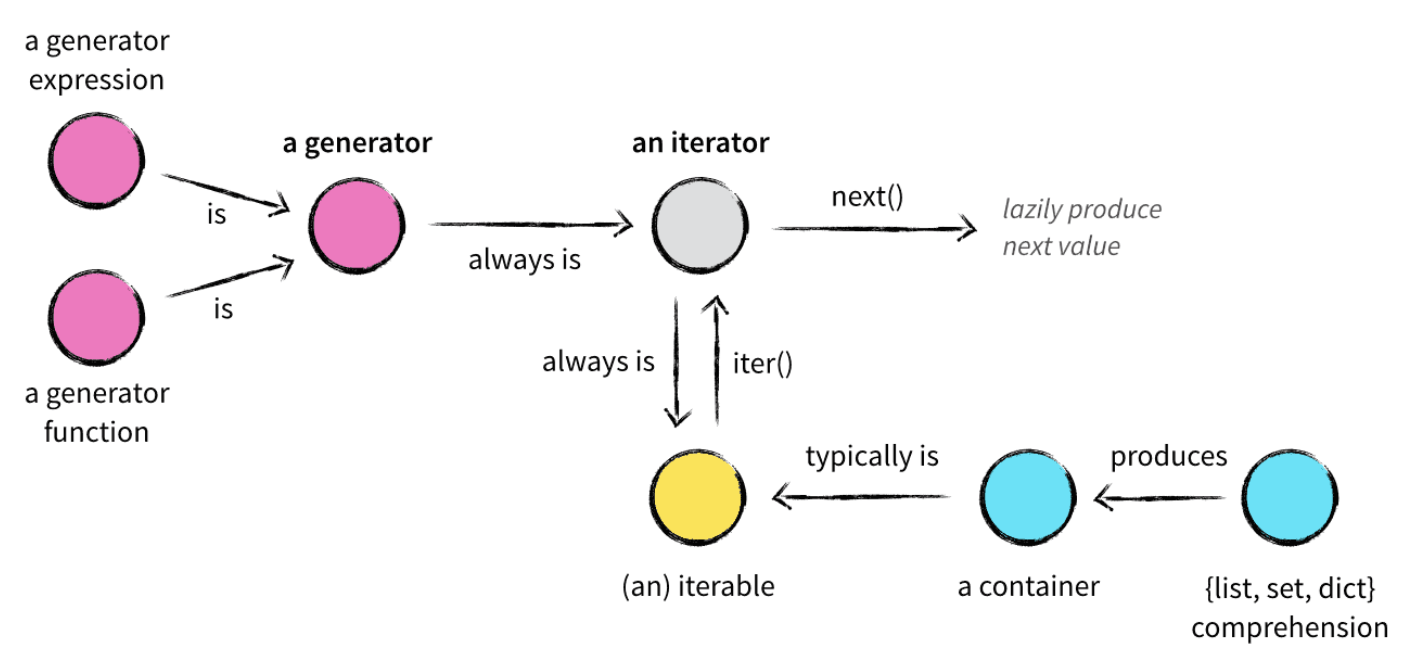 a generator
expression
a generator
an iterator
is
always is
next()
lazily produce
next value
is
a generator
function
always is
iter()
typically is
produces
(an) iterable
a container
{list, set, dict}
comprehension